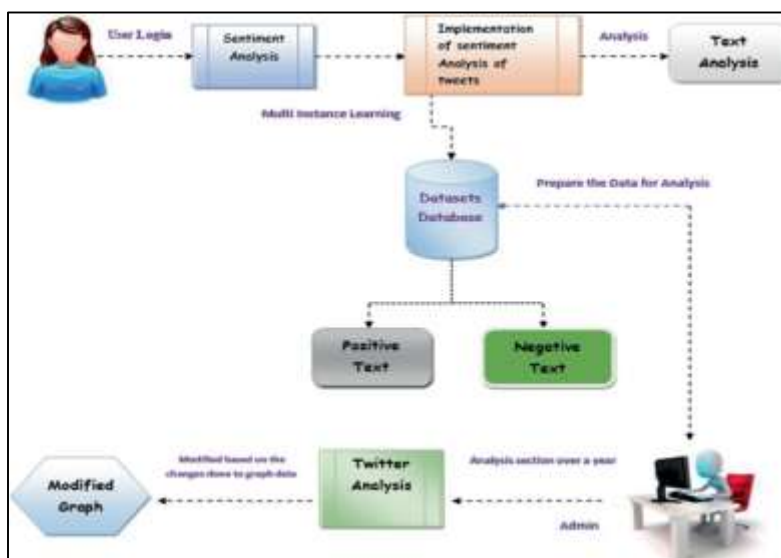 User Login
Sentiment
Analysis
Implementation
of sentiment
Analysis of
tweets
Analysis
Text
Analysis
Multi Instance Learning
Datasets
Database
Prepare the Data for Analysis
Positive
Text
Negative
Text
Modified
Graph
Modified based on the
changes done to graph data
Twitter
Analysis
Analysis section over a year
Admin